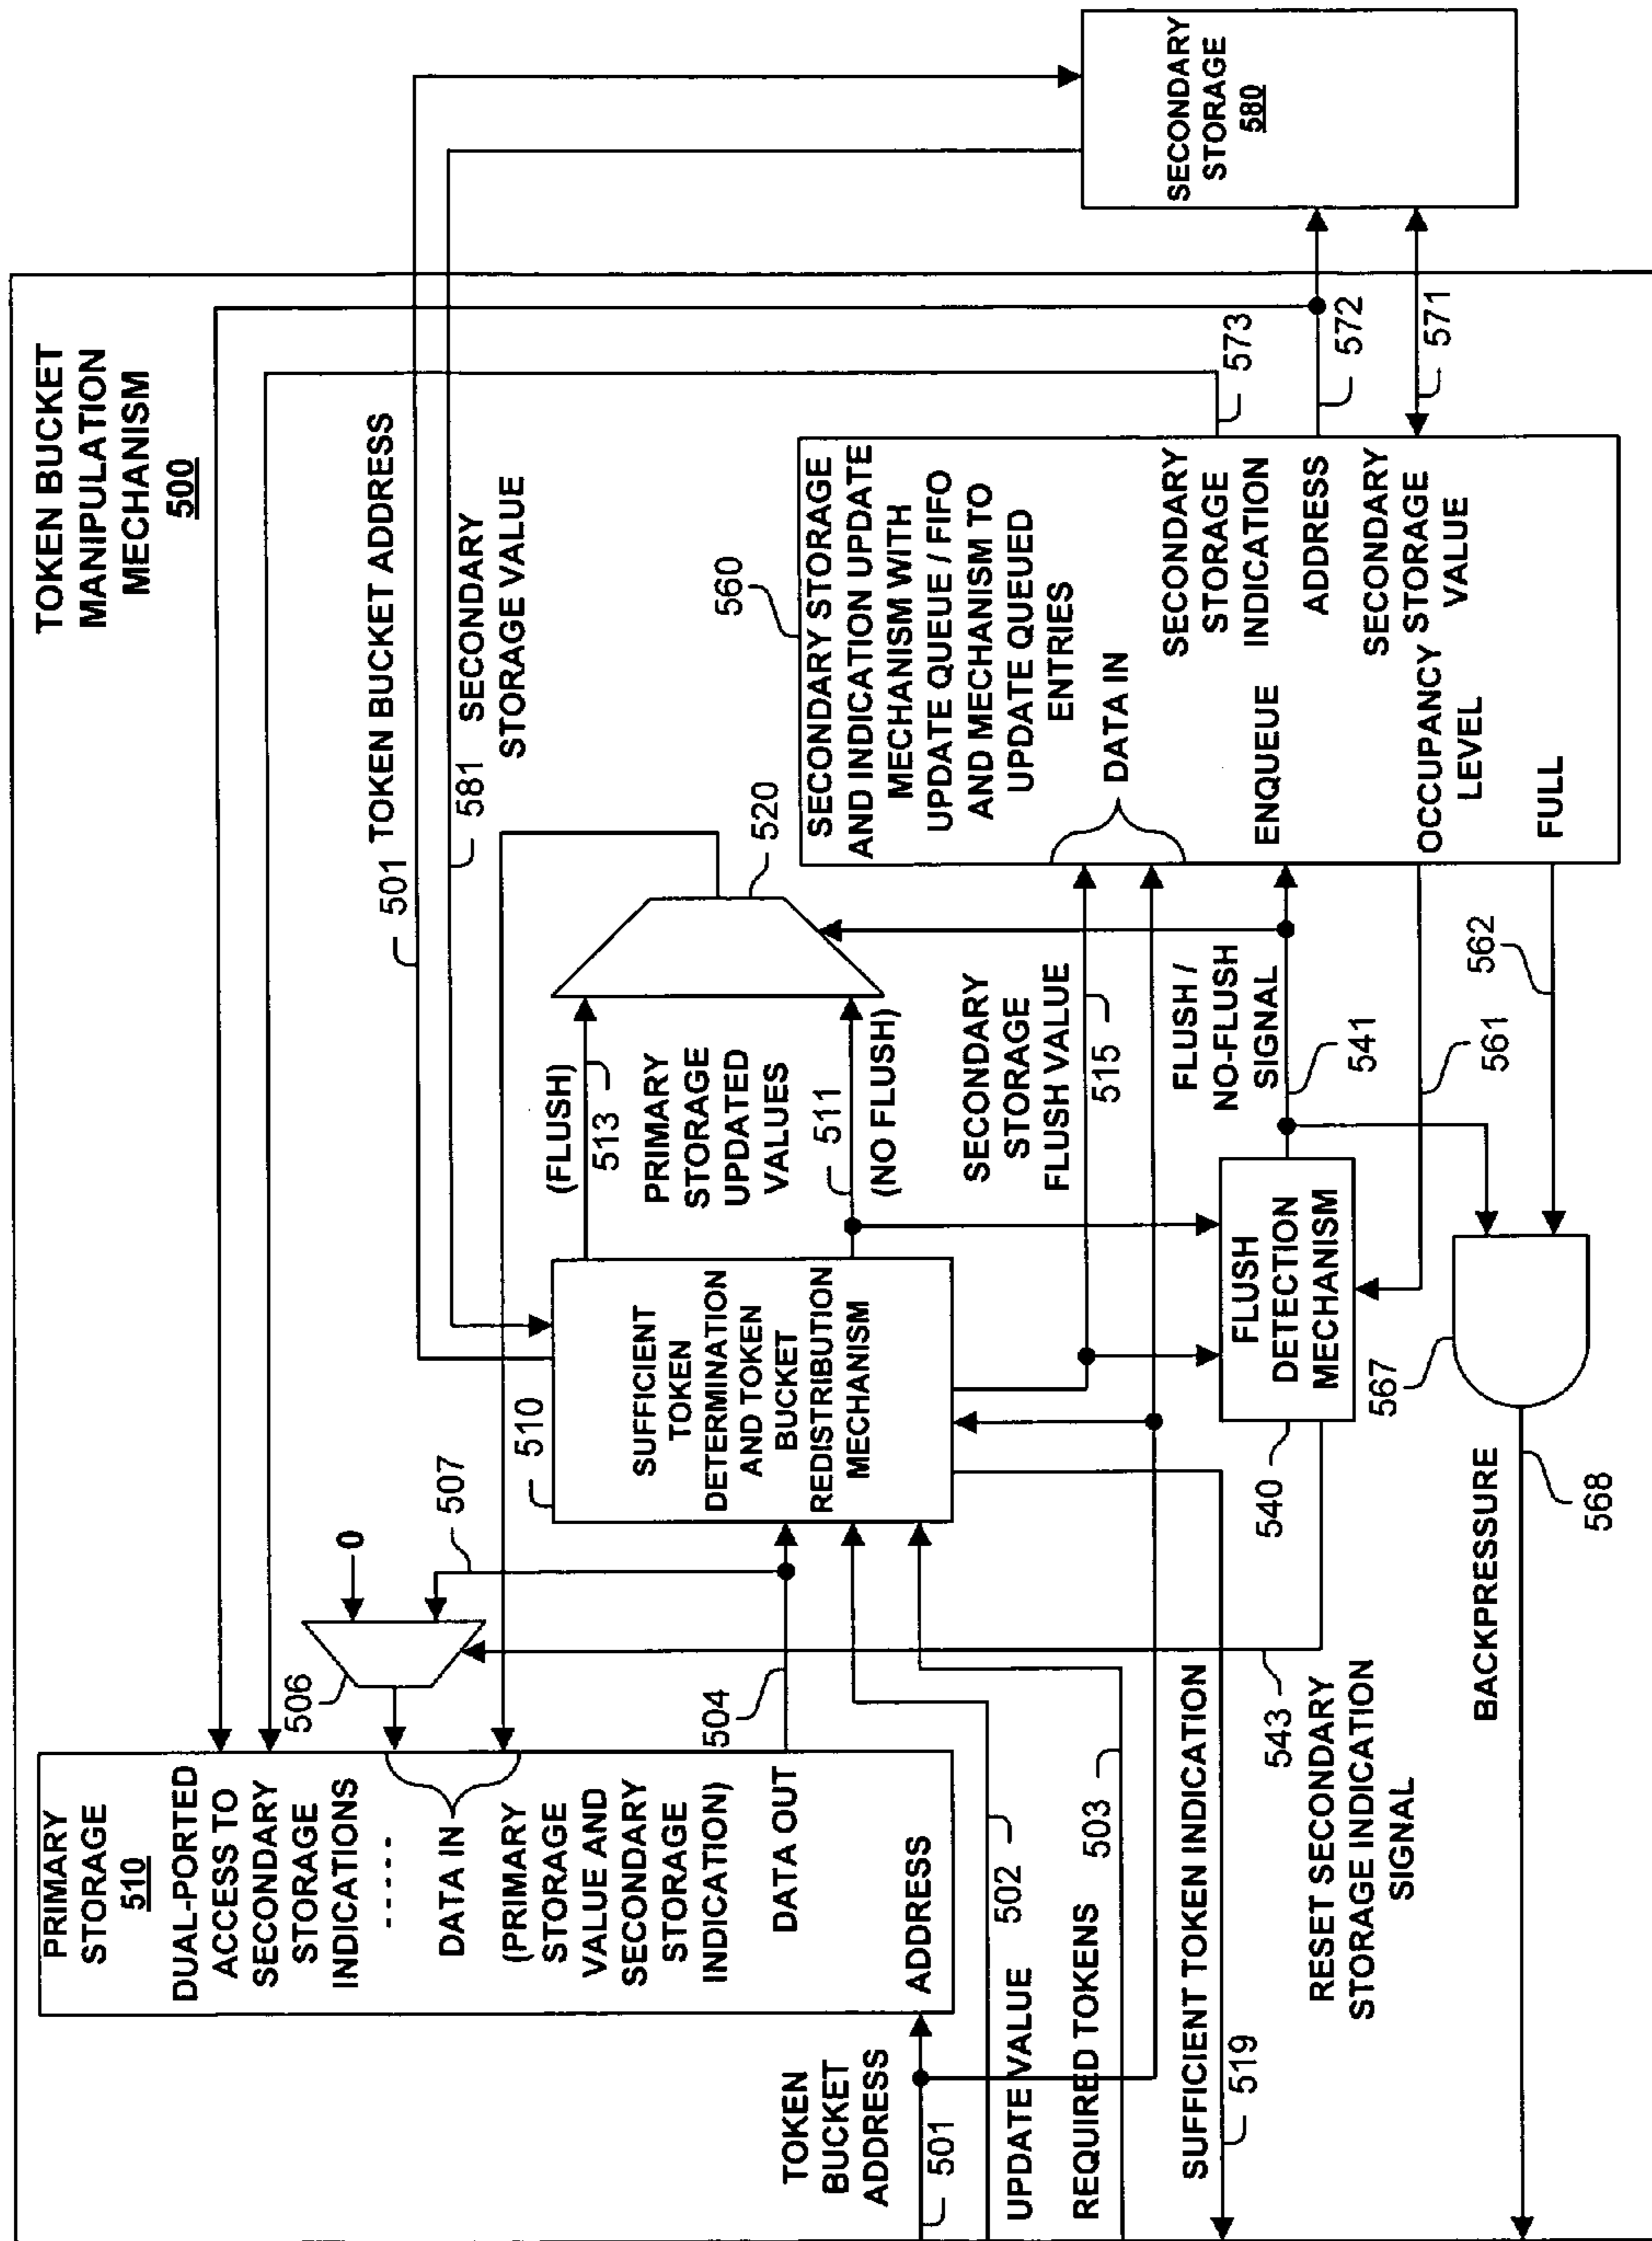 TOKEN BUCKET
MANIPULATION
MECHANISM
500
PRIMARY
STORAGE
510
DUAL-PORTED
ACCESS TO
SECONDARY
STORAGE
INDICATIONS
-----
DATA IN
(PRIMARY
STORAGE
VALUE AND
SECONDARY
STORAGE
INDICATION)
DATA OUT
ADDRESS
TOKEN
BUCKET
ADDRESS
501
502
UPDATE VALUE
503
REQUIRED TOKENS
SUFFICIENT TOKEN INDICATION
519
543
RESET SECONDARY
STORAGE INDICATION
SIGNAL
BACKPRESSURE
568
506
0
507
504
510
SUFFICIENT
TOKEN
DETERMINATION
AND TOKEN
BUCKET
REDISTRIBUTION
MECHANISM
501
TOKEN BUCKET ADDRESS
581
SECONDARY
STORAGE VALUE
(FLUSH)
513
PRIMARY
STORAGE
UPDATED
VALUES
511
(NO FLUSH)
520
SECONDARY
STORAGE
FLUSH VALUE
515
FLUSH /
NO-FLUSH
SIGNAL
541
561
562
FLUSH
DETECTION
MECHANISM
540
567
560
SECONDARY STORAGE
AND INDICATION UPDATE
MECHANISM WITH
UPDATE QUEUE / FIFO
AND MECHANISM TO
UPDATE QUEUED
ENTRIES
DATA IN
ENQUEUE
OCCUPANCY
LEVEL
FULL
SECONDARY
STORAGE
INDICATION
ADDRESS
SECONDARY
STORAGE
VALUE
573
572
571
SECONDARY
STORAGE
580